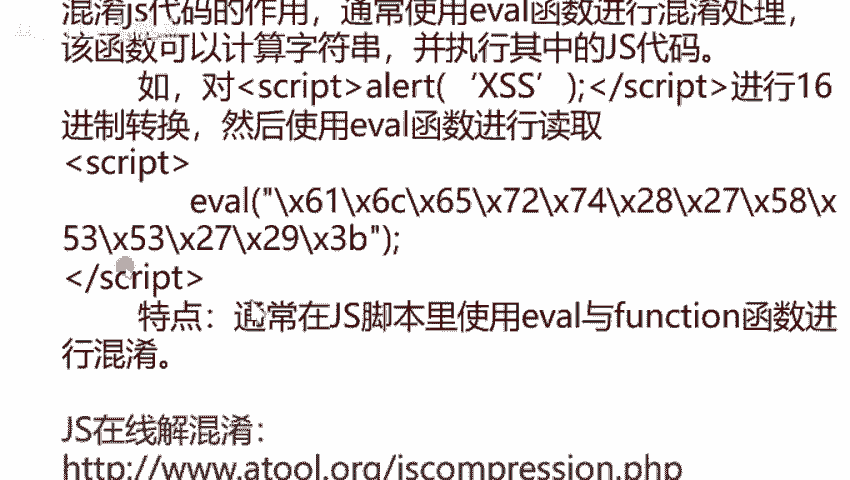 混淆js代码的作用，通常使用eval函数进行混淆处理，
该函数可以计算字符串，并执行其中的JS代码。
如，对<script>alert(‘XSS’);</script>进行16
进制转换，然后使用eval函数进行读取
<script>
eval("\x61\x6c\x65\x72\x74\x28\x27\x58\x
53\x53\x27\x29\x3b");
</script>
特点：通常在JS脚本里使用eval与function函数进
行混淆。
JS在线解混淆：
http://www.atool.org/jscompression.php